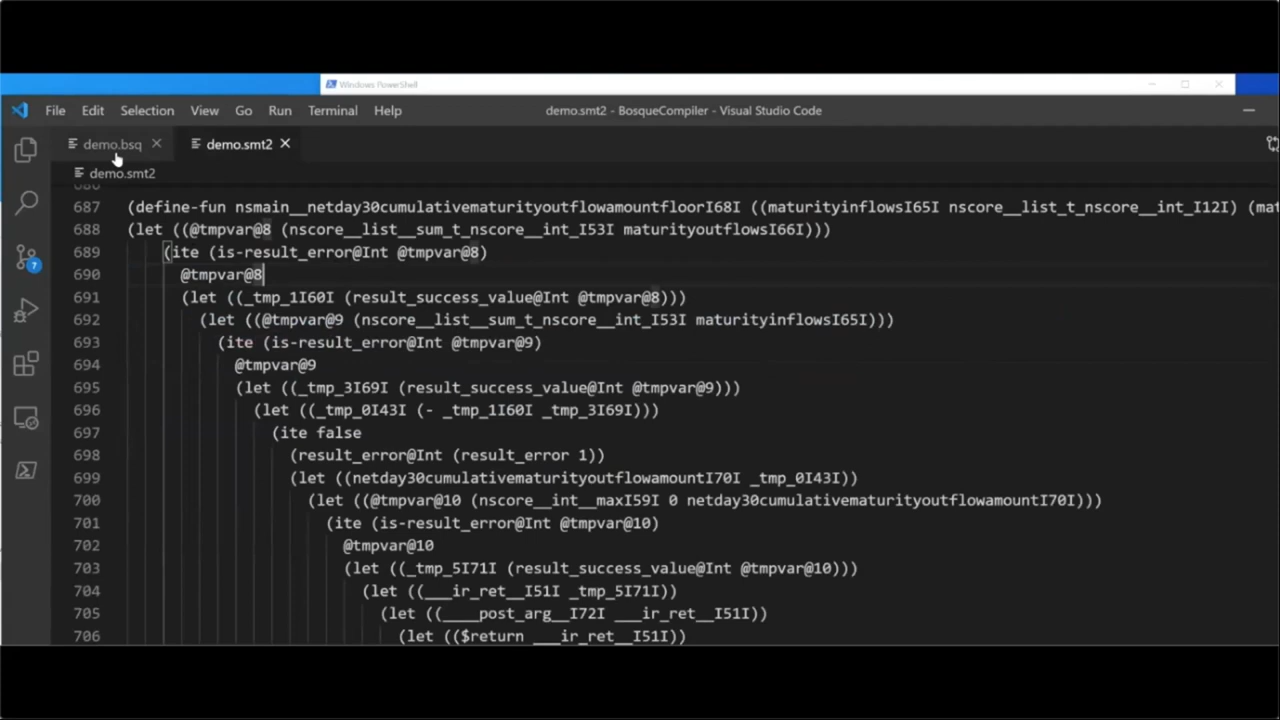 Windows PowerShell
File Edit Selection View Go Run Terminal Help demo.smt2 - BosqueCompiler - Visual Studio Code
demo.bsq demo.smt2
demo.smt2
686
687 (define-fun nsmain__netday30cumulativematurityoutflowamountfloorI68I ((maturityinflowsI65I nscore__list_t_nscore__int_I12I) (mat
688 (let ((@tmpvar@8 (nscore__list__sum_t_nscore__int_I53I maturityoutflowsI66I)))
689 (ite (is-result_error@Int @tmpvar@8)
690 @tmpvar@8
691 (let ((_tmp_1I60I (result_success_value@Int @tmpvar@8)))
692 (let ((@tmpvar@9 (nscore__list__sum_t_nscore__int_I53I maturityinflowsI65I)))
693 (ite (is-result_error@Int @tmpvar@9)
694 @tmpvar@9
695 (let ((_tmp_3I69I (result_success_value@Int @tmpvar@9)))
696 (let ((_tmp_0I43I (- _tmp_1I60I _tmp_3I69I)))
697 (ite false
698 (result_error@Int (result_error 1))
699 (let ((netday30cumulativematurityoutflowamountI70I _tmp_0I43I))
700 (let ((@tmpvar@10 (nscore__int__maxI59I 0 netday30cumulativematurityoutflowamountI70I)))
701 (ite (is-result_error@Int @tmpvar@10)
702 @tmpvar@10
703 (let ((_tmp_5I71I (result_success_value@Int @tmpvar@10)))
704 (let ((___ir_ret__I51I _tmp_5I71I))
705 (let ((____post_arg__I72I ___ir_ret__I51I))
706 (let (($return ___ir_ret__I51I))
7